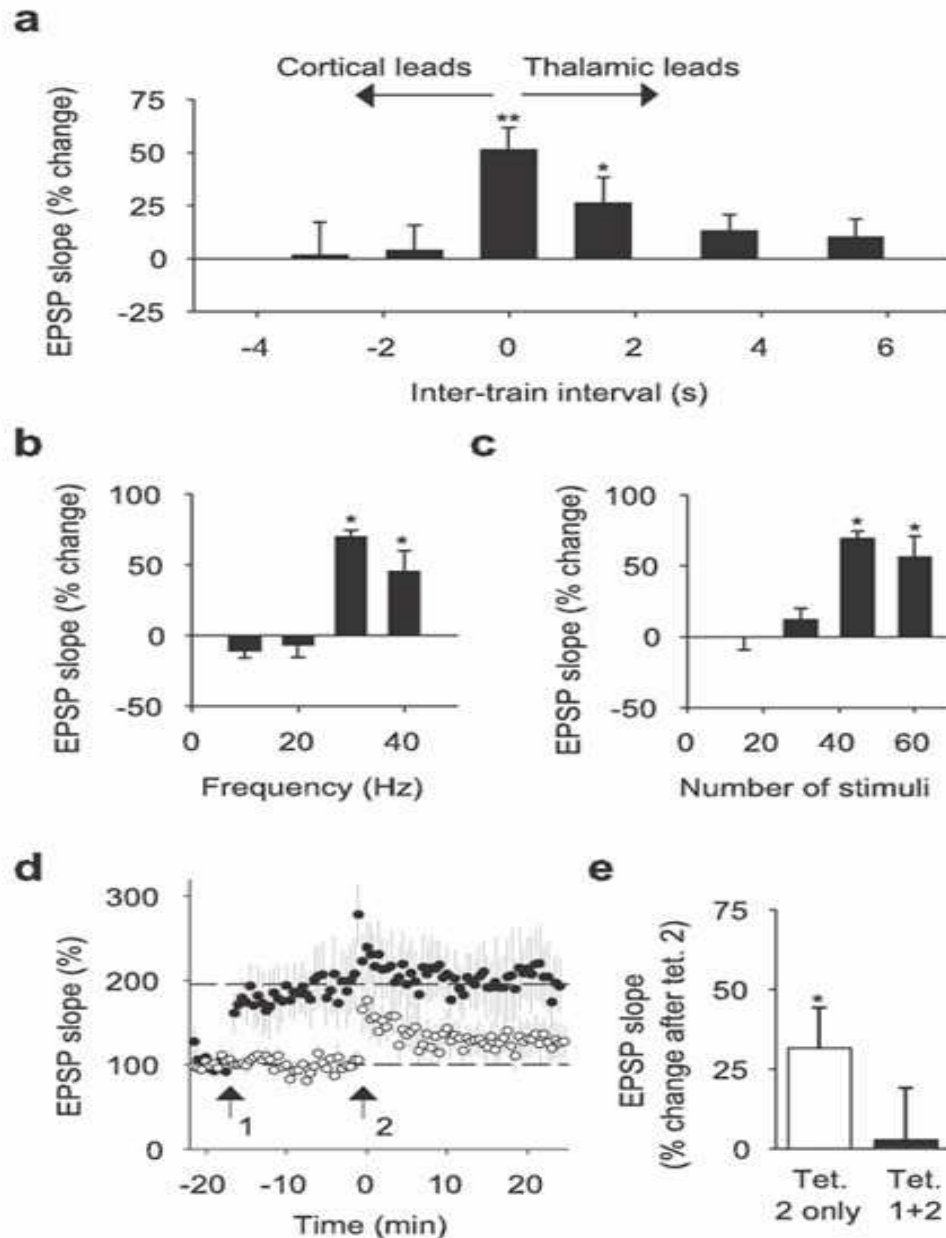 a
Cortical leads Thalamic leads
EPSP slope (% change)
75
50
25
0
-25
** *
-4 -2 0 2 4 6
Inter-train interval (s)
b
EPSP slope (% change)
100
50
0
-50
* *
0 20 40
Frequency (Hz)
c
EPSP slope (% change)
100
50
0
-50
* *
0 20 40 60
Number of stimuli
d
EPSP slope (%)
300
200
100
0
1 2
-20 -10 0 10 20
Time (min)
e
EPSP slope
(% change after tet. 2)
75
50
25
0
*
Tet. Tet.
2 only 1+2